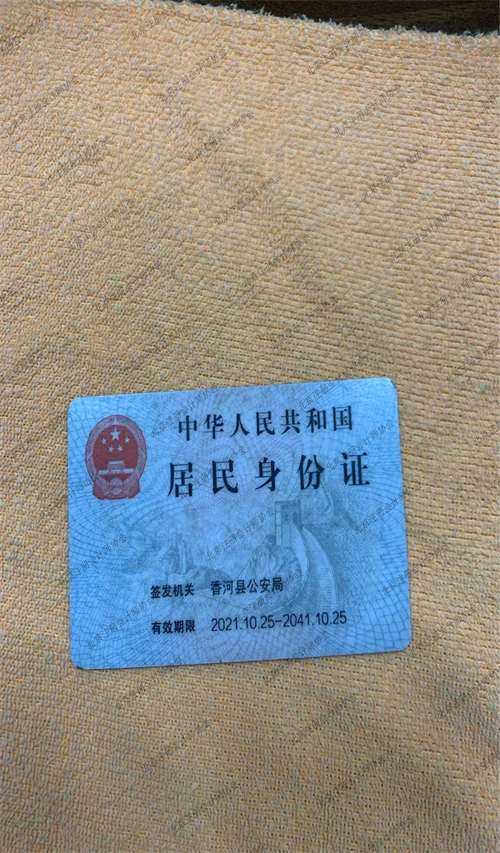 中华人民共和国
居民身份证
签发机关 香河县公安局
有效期限 2021.10.25-2041.10.25